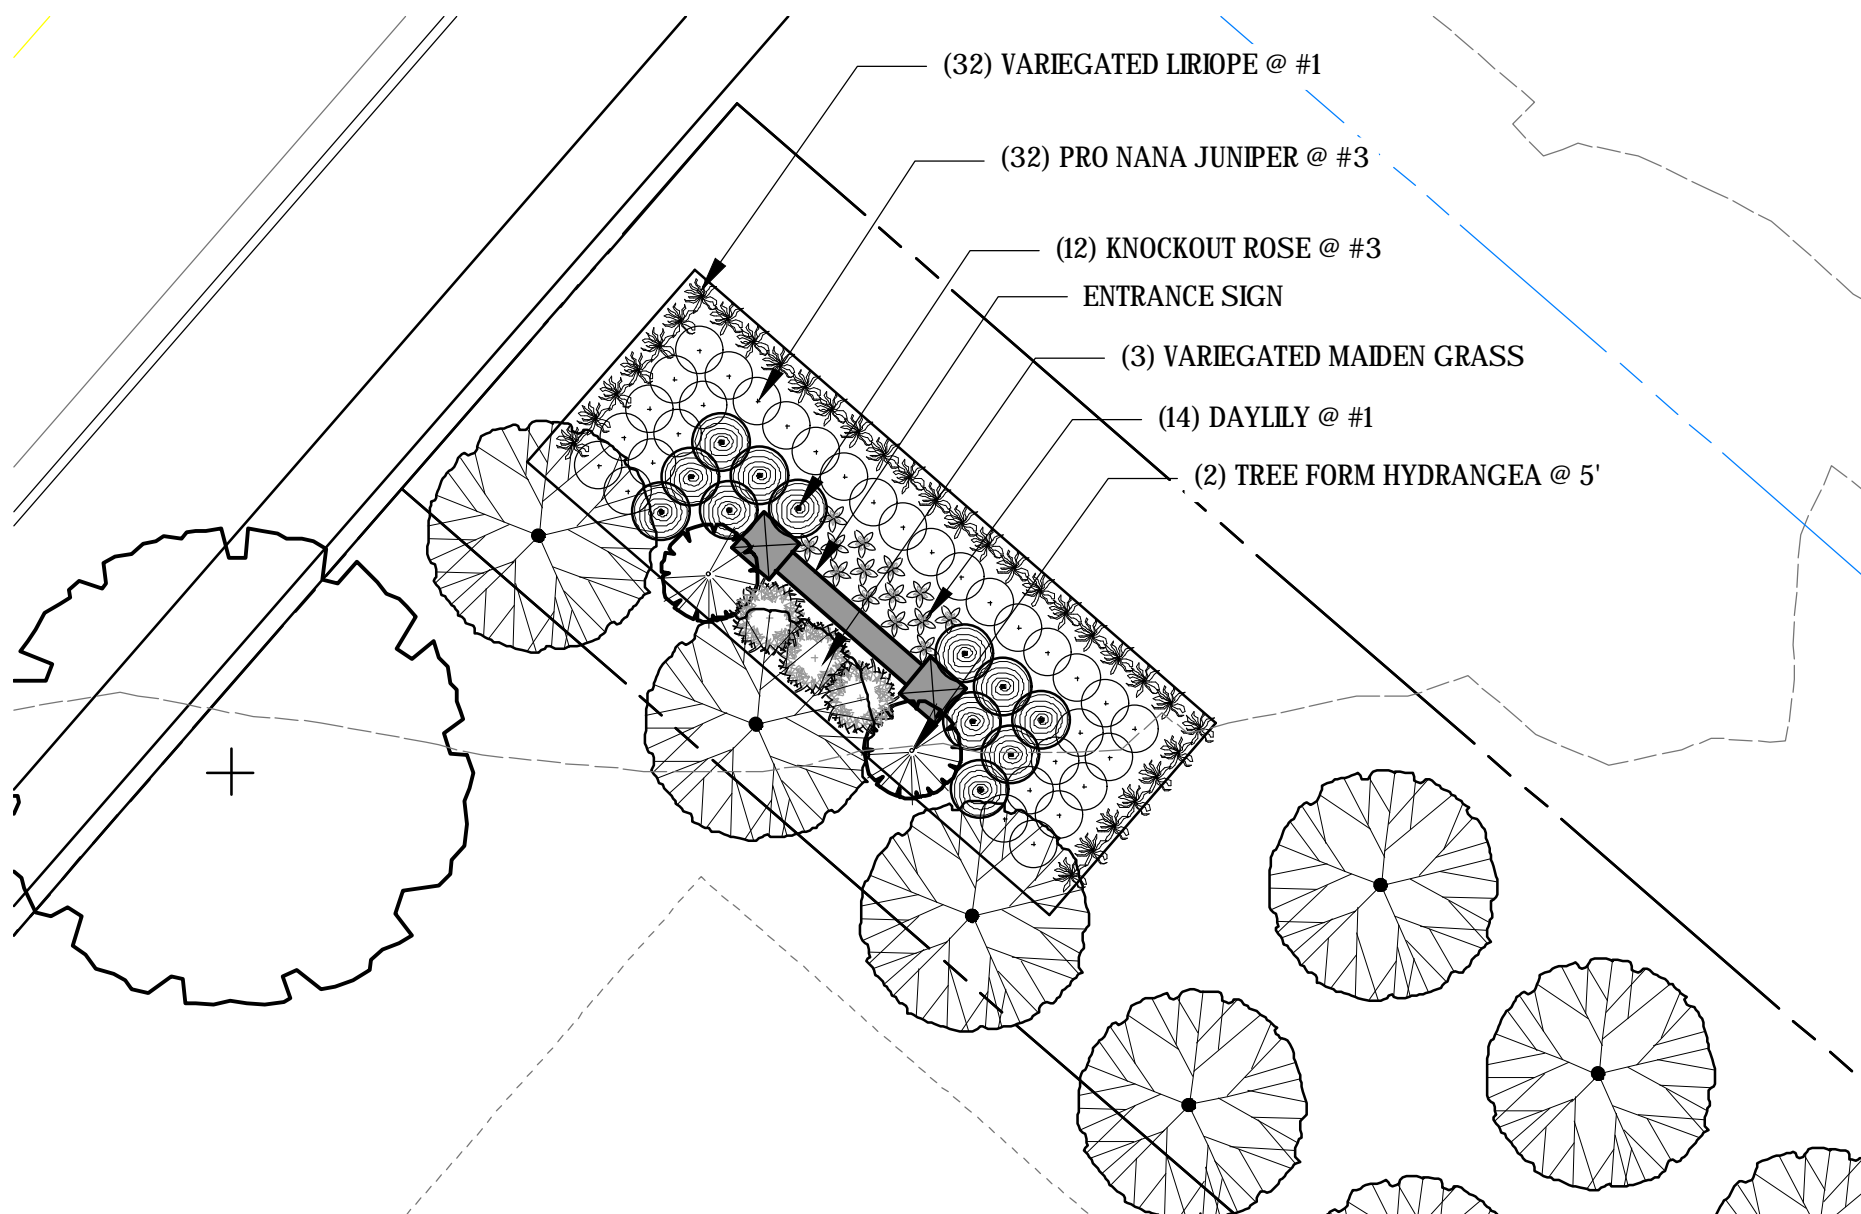 (32) VARIEGATED LIRIOPE @ #1
(32) PRO NANA JUNIPER @ #3
(12) KNOCKOUT ROSE @ #3
ENTRANCE SIGN
(3) VARIEGATED MAIDEN GRASS
(14) DAYLILY @ #1
(2) TREE FORM HYDRANGEA @ 5'